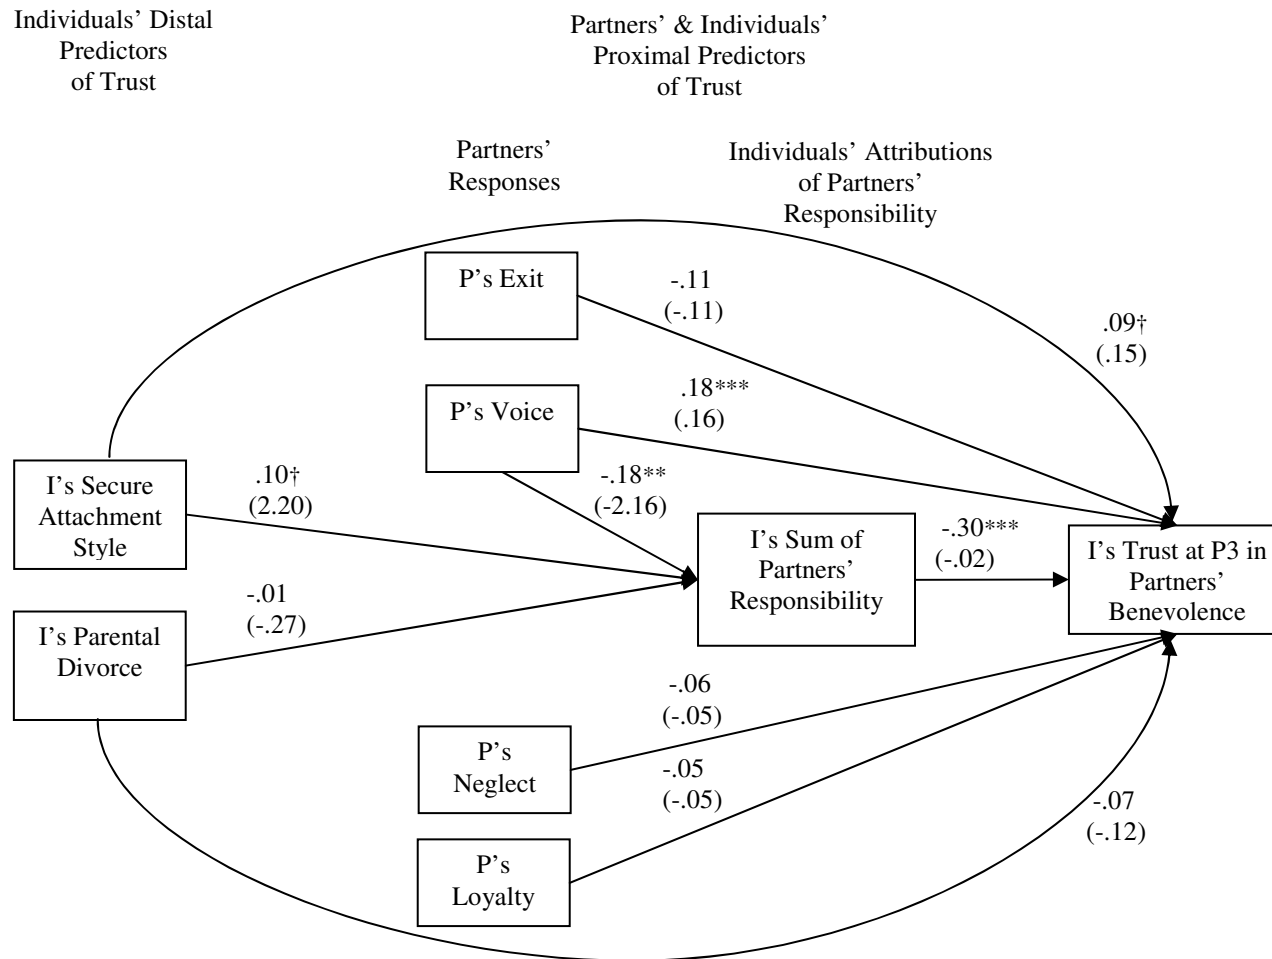 Individuals’ Distal
Predictors
of Trust
Partners’ & Individuals’
Proximal Predictors
of Trust
Partners’
Responses
Individuals’ Attributions
of Partners’
Responsibility
P’s Exit
-.11
(-.11)
.09†
(.15)
P’s Voice
.18***
(.16)
-.18**
(-2.16)
I’s Secure
Attachment
Style
.10†
(2.20)
I’s Sum of
Partners’
Responsibility
-.30***
(-.02)
I’s Trust at P3 in
Partners’
Benevolence
I’s Parental
Divorce
-.01
(-.27)
P’s
Neglect
-.06
(-.05)
P’s
Loyalty
-.05
(-.05)
-.07
(-.12)